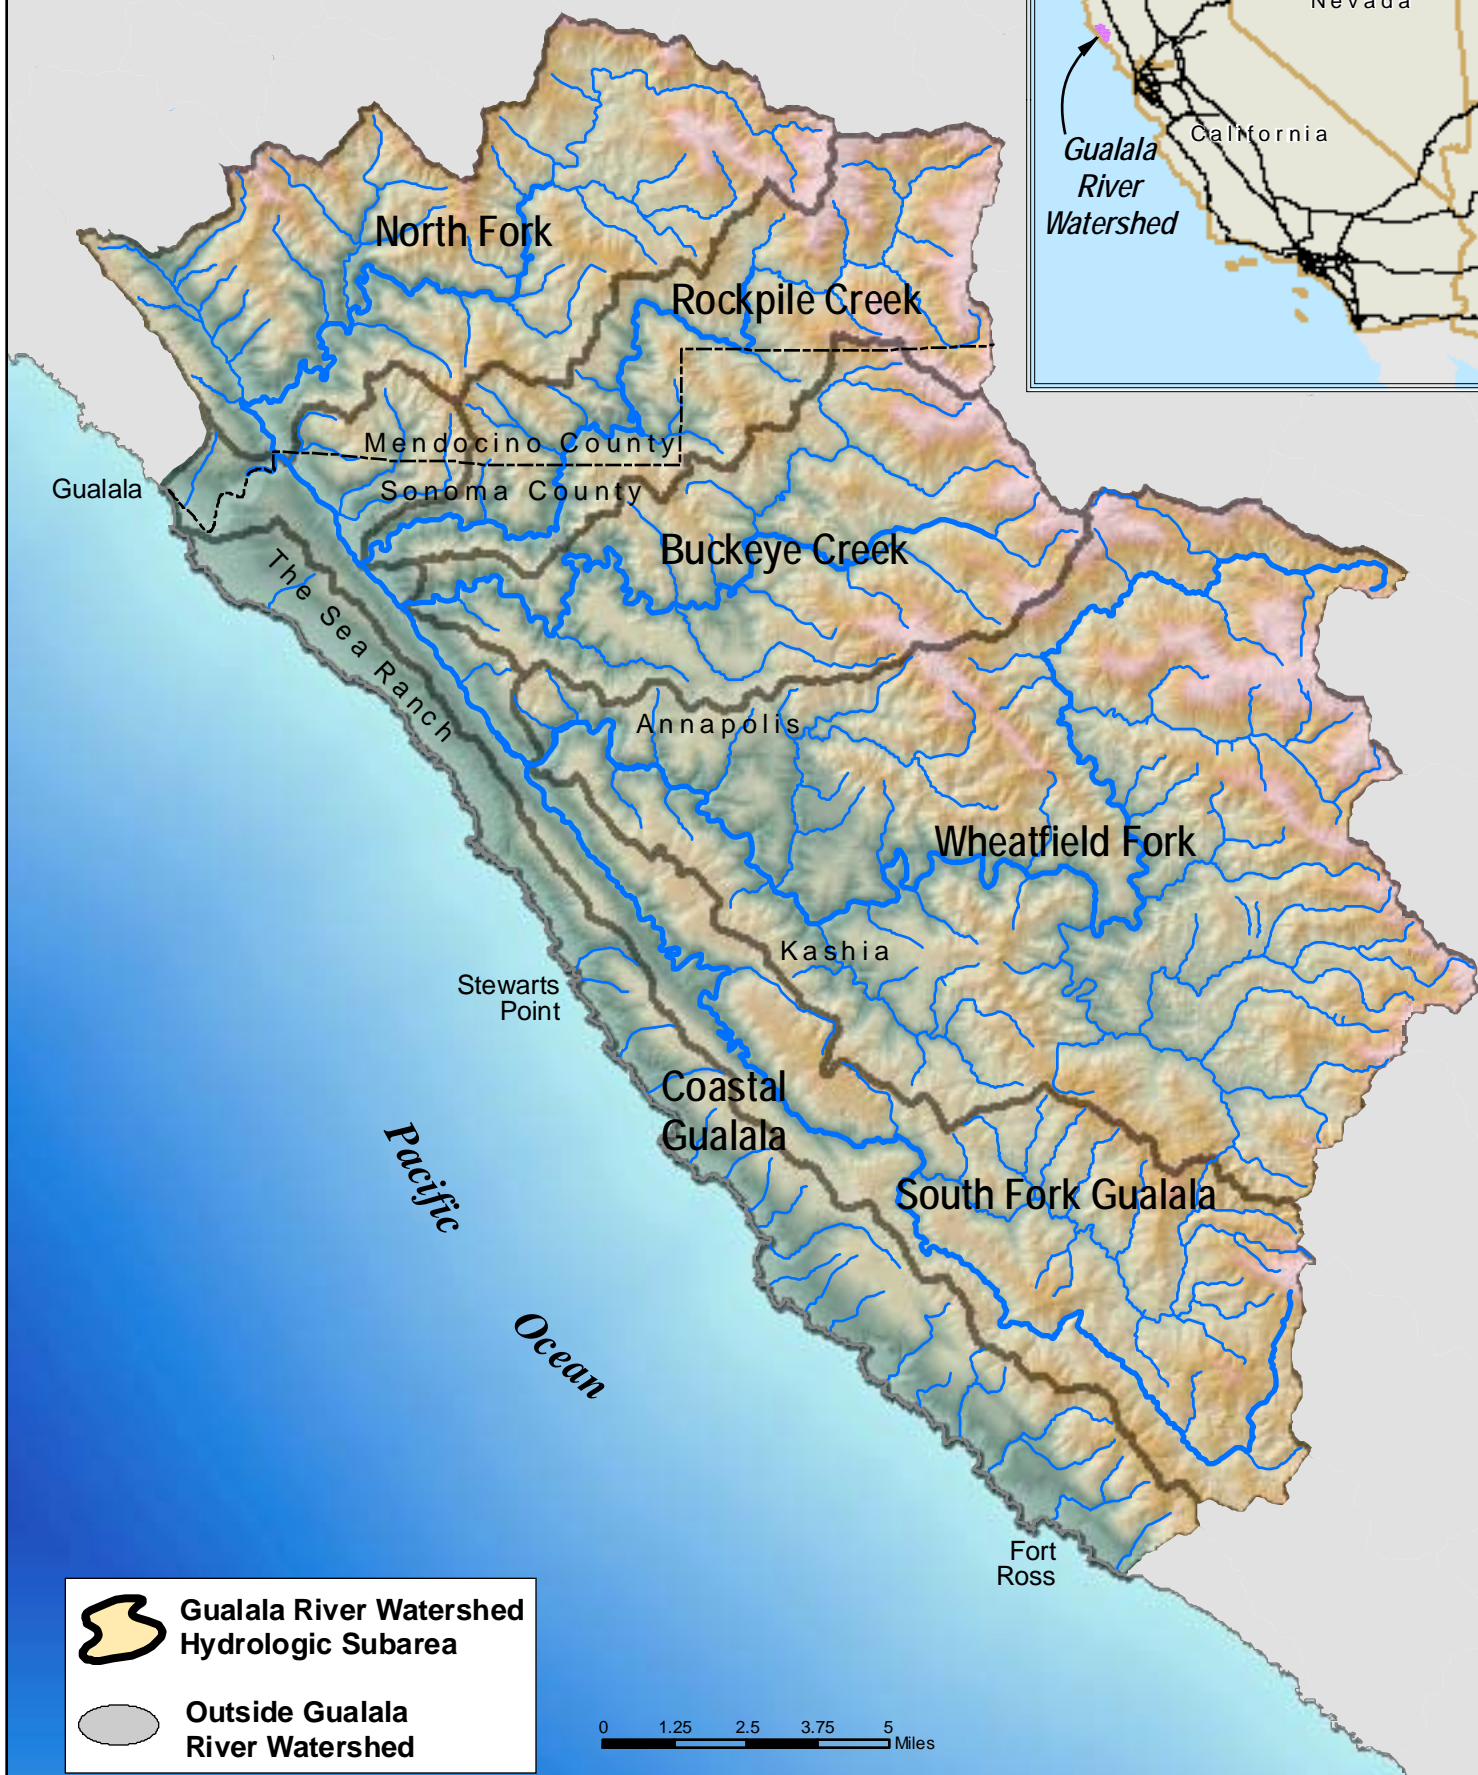 Nevada
California
Gualala
River
Watershed
North Fork
Rockpile Creek
Mendocino County
Sonoma County
Gualala
Buckeye Creek
The Sea Ranch
Annapolis
Wheatfield Fork
Kashia
Stewarts
Point
Coastal
Gualala
South Fork Gualala
Pacific
Ocean
Fort
Ross
Gualala River Watershed
Hydrologic Subarea
Outside Gualala
River Watershed
0 1.25 2.5 3.75 5
Miles